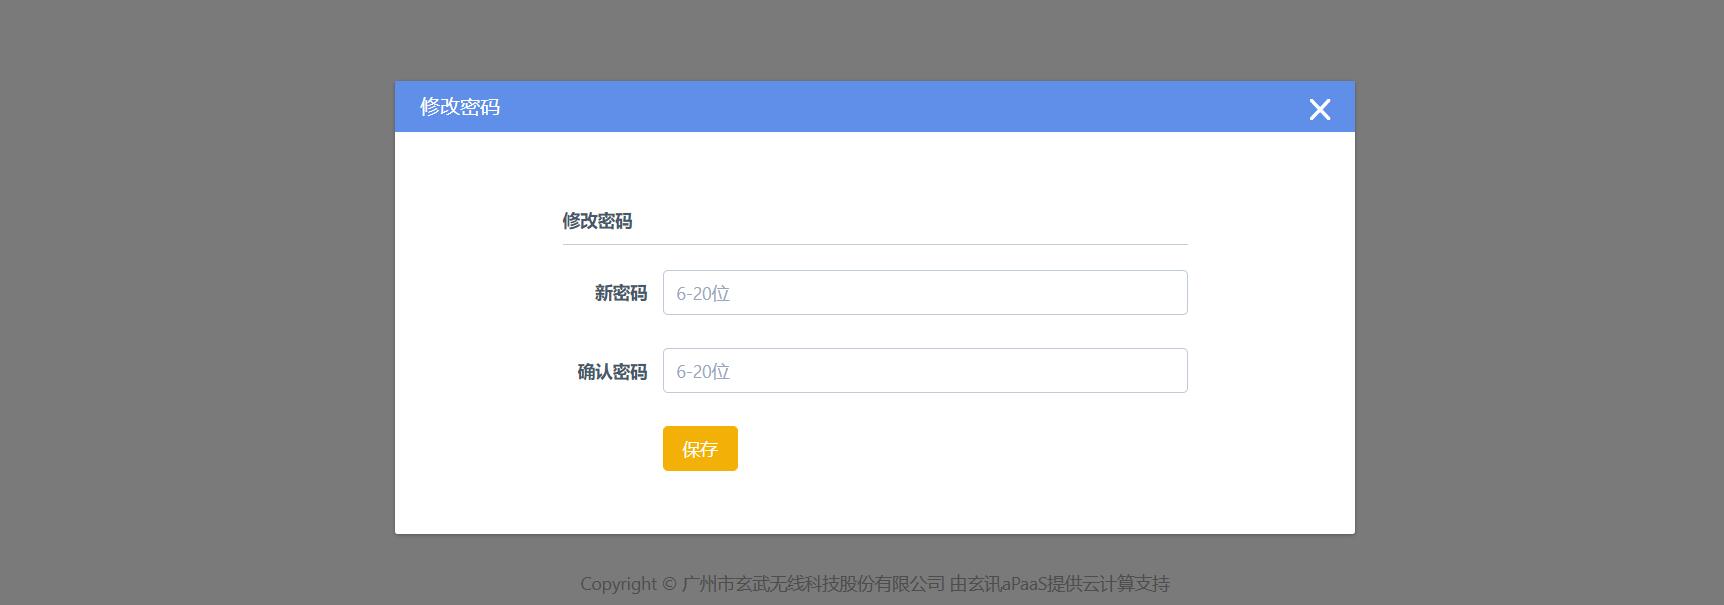 修改密码
修改密码
新密码 6-20位
确认密码 6-20位
保存
Copyright © 广州市玄武无线科技股份有限公司 由玄讯aPaaS提供云计算支持